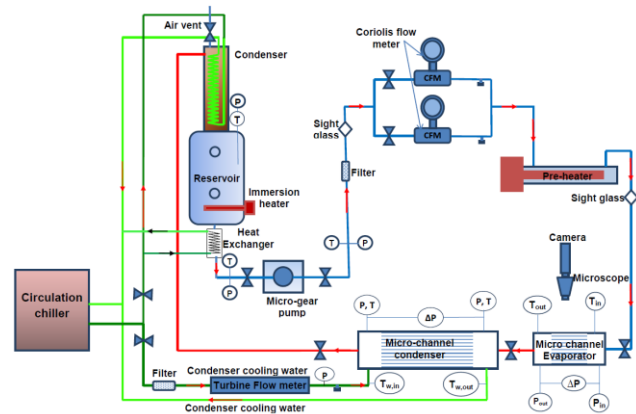 Air vent
Condenser
P
T
Reservoir
Immersion
heater
Heat
Exchanger
T
P
Micro-gear
pump
T
P
Filter
Sight
glass
Coriolis flow
meter
CFM
CFM
Pre-heater
Sight glass
Camera
Microscope
Circulation
chiller
Filter
Condenser cooling water
Turbine Flow meter
P
Condenser cooling water
P, T
ΔP
P, T
Micro-channel
condenser
Tw,in
Tw,out
Tout
Tin
Micro channel
Evaporator
ΔP
Pout
Pin